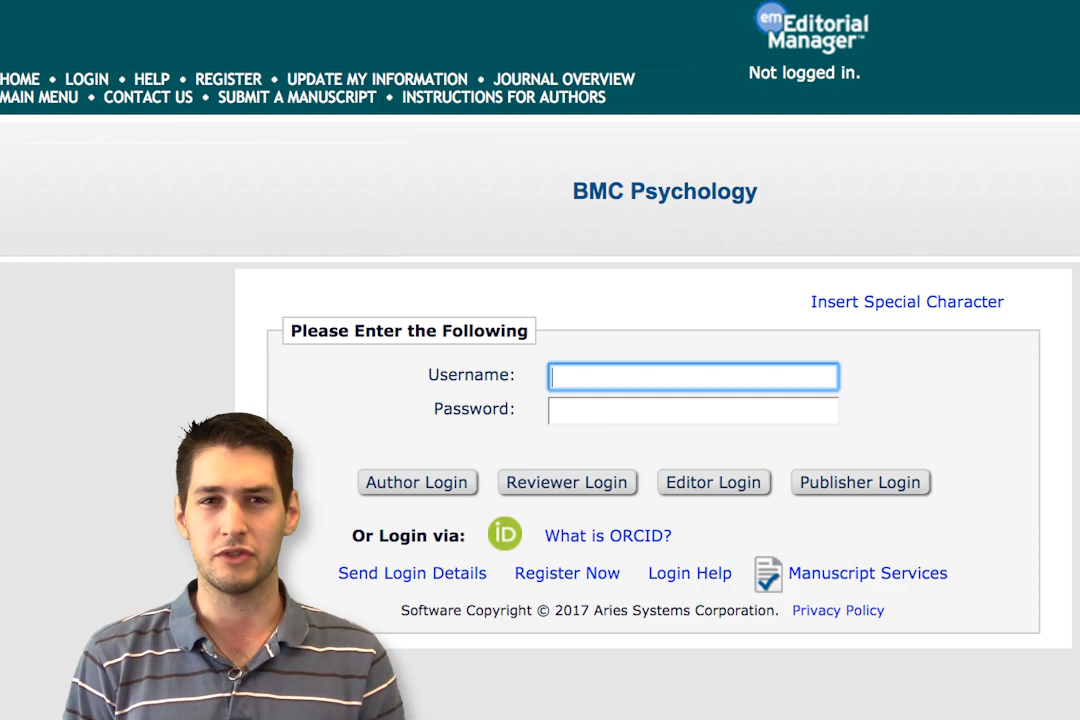 em Editorial
Manager™
Not logged in.
HOME • LOGIN • HELP • REGISTER • UPDATE MY INFORMATION • JOURNAL OVERVIEW
MAIN MENU • CONTACT US • SUBMIT A MANUSCRIPT • INSTRUCTIONS FOR AUTHORS
BMC Psychology
Insert Special Character
Please Enter the Following
Username:
Password:
Author Login Reviewer Login Editor Login Publisher Login
Or Login via: iD What is ORCID?
Send Login Details Register Now Login Help Manuscript Services
Software Copyright © 2017 Aries Systems Corporation. Privacy Policy